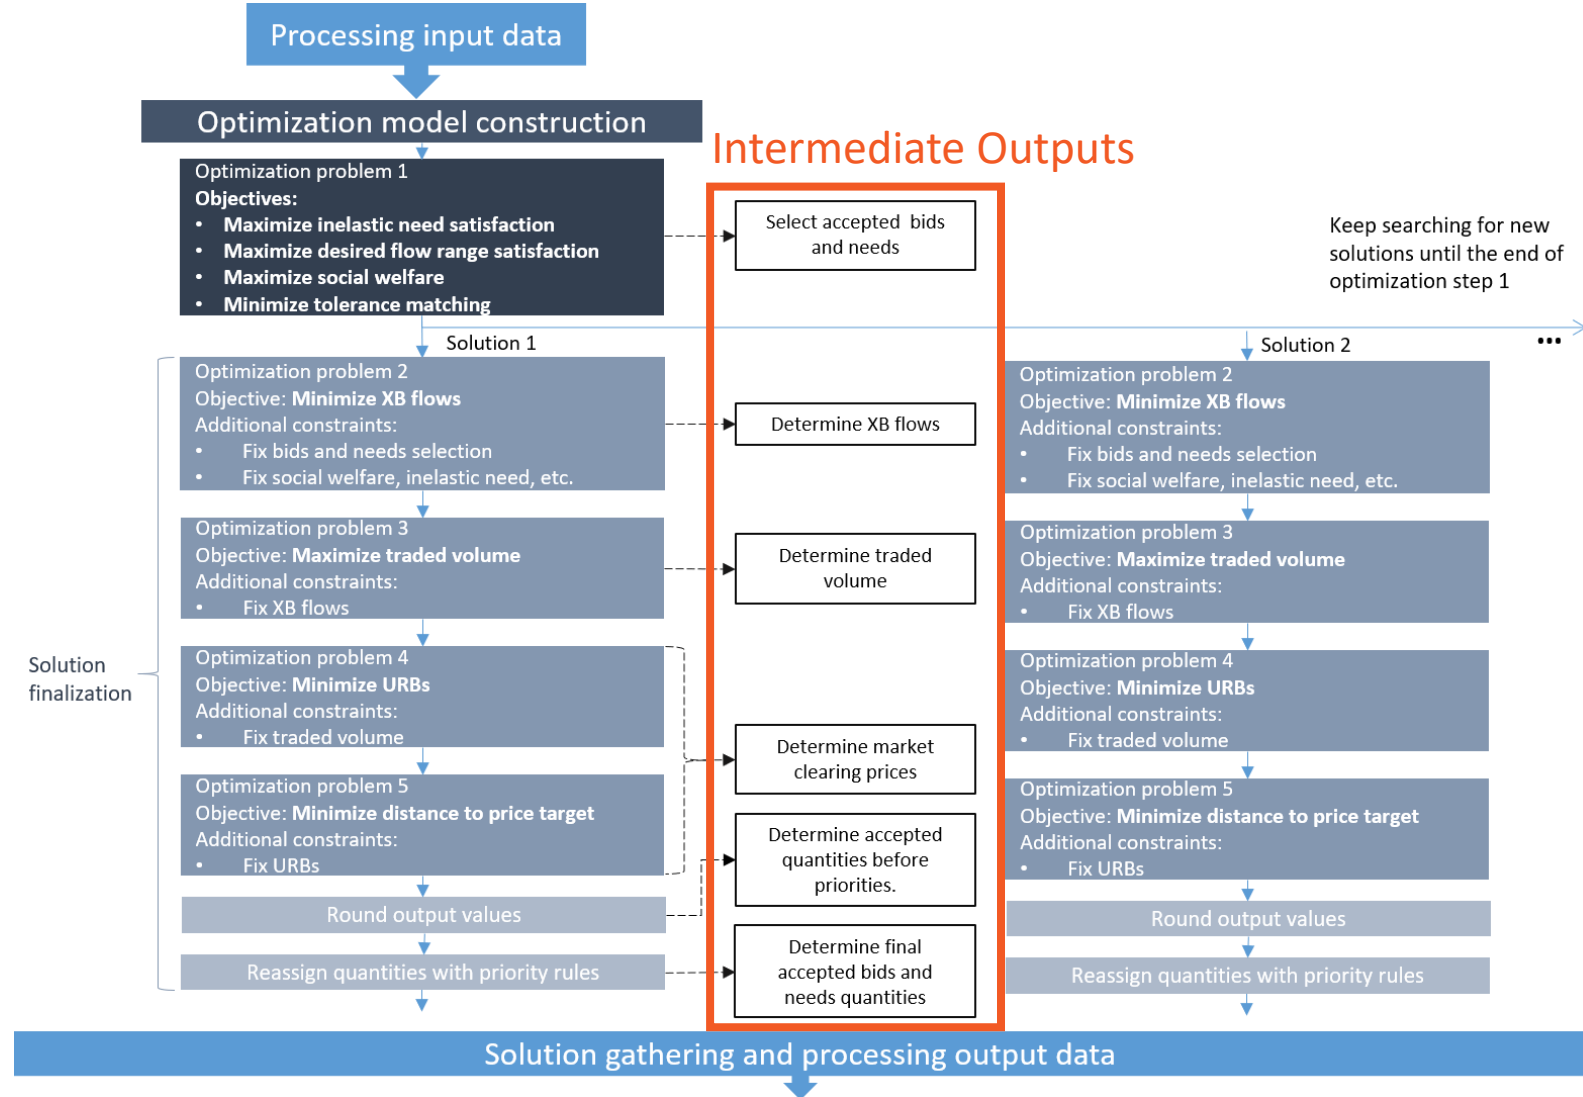 Processing input data
Optimization model construction
Intermediate Outputs
Optimization problem 1
Objectives:
• Maximize inelastic need satisfaction
• Maximize desired flow range satisfaction
• Maximize social welfare
• Minimize tolerance matching
Select accepted bids
and needs
Keep searching for new
solutions until the end of
optimization step 1
Solution 1
Solution 2
...
Solution
finalization
Optimization problem 2
Objective: Minimize XB flows
Additional constraints:
• Fix bids and needs selection
• Fix social welfare, inelastic need, etc.
Optimization problem 3
Objective: Maximize traded volume
Additional constraints:
• Fix XB flows
Optimization problem 4
Objective: Minimize URBs
Additional constraints:
• Fix traded volume
Optimization problem 5
Objective: Minimize distance to price target
Additional constraints:
• Fix URBs
Round output values
Reassign quantities with priority rules
Determine XB flows
Determine traded
volume
Determine market
clearing prices
Determine accepted
quantities before
priorities.
Determine final
accepted bids and
needs quantities
Optimization problem 2
Objective: Minimize XB flows
Additional constraints:
• Fix bids and needs selection
• Fix social welfare, inelastic need, etc.
Optimization problem 3
Objective: Maximize traded volume
Additional constraints:
• Fix XB flows
Optimization problem 4
Objective: Minimize URBs
Additional constraints:
• Fix traded volume
Optimization problem 5
Objective: Minimize distance to price target
Additional constraints:
• Fix URBs
Round output values
Reassign quantities with priority rules
Solution gathering and processing output data